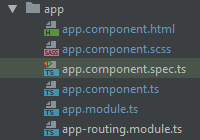 app
app.component.html
app.component.scss
app.component.spec.ts
app.component.ts
app.module.ts
app-routing.module.ts